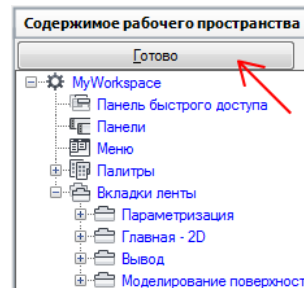 Содержимое рабочего пространства
Готово
MyWorkspace
Панель быстрого доступа
Панели
Меню
Палитры
Вкладки ленты
Параметризация
Главная - 2D
Вывод
Моделирование поверхност